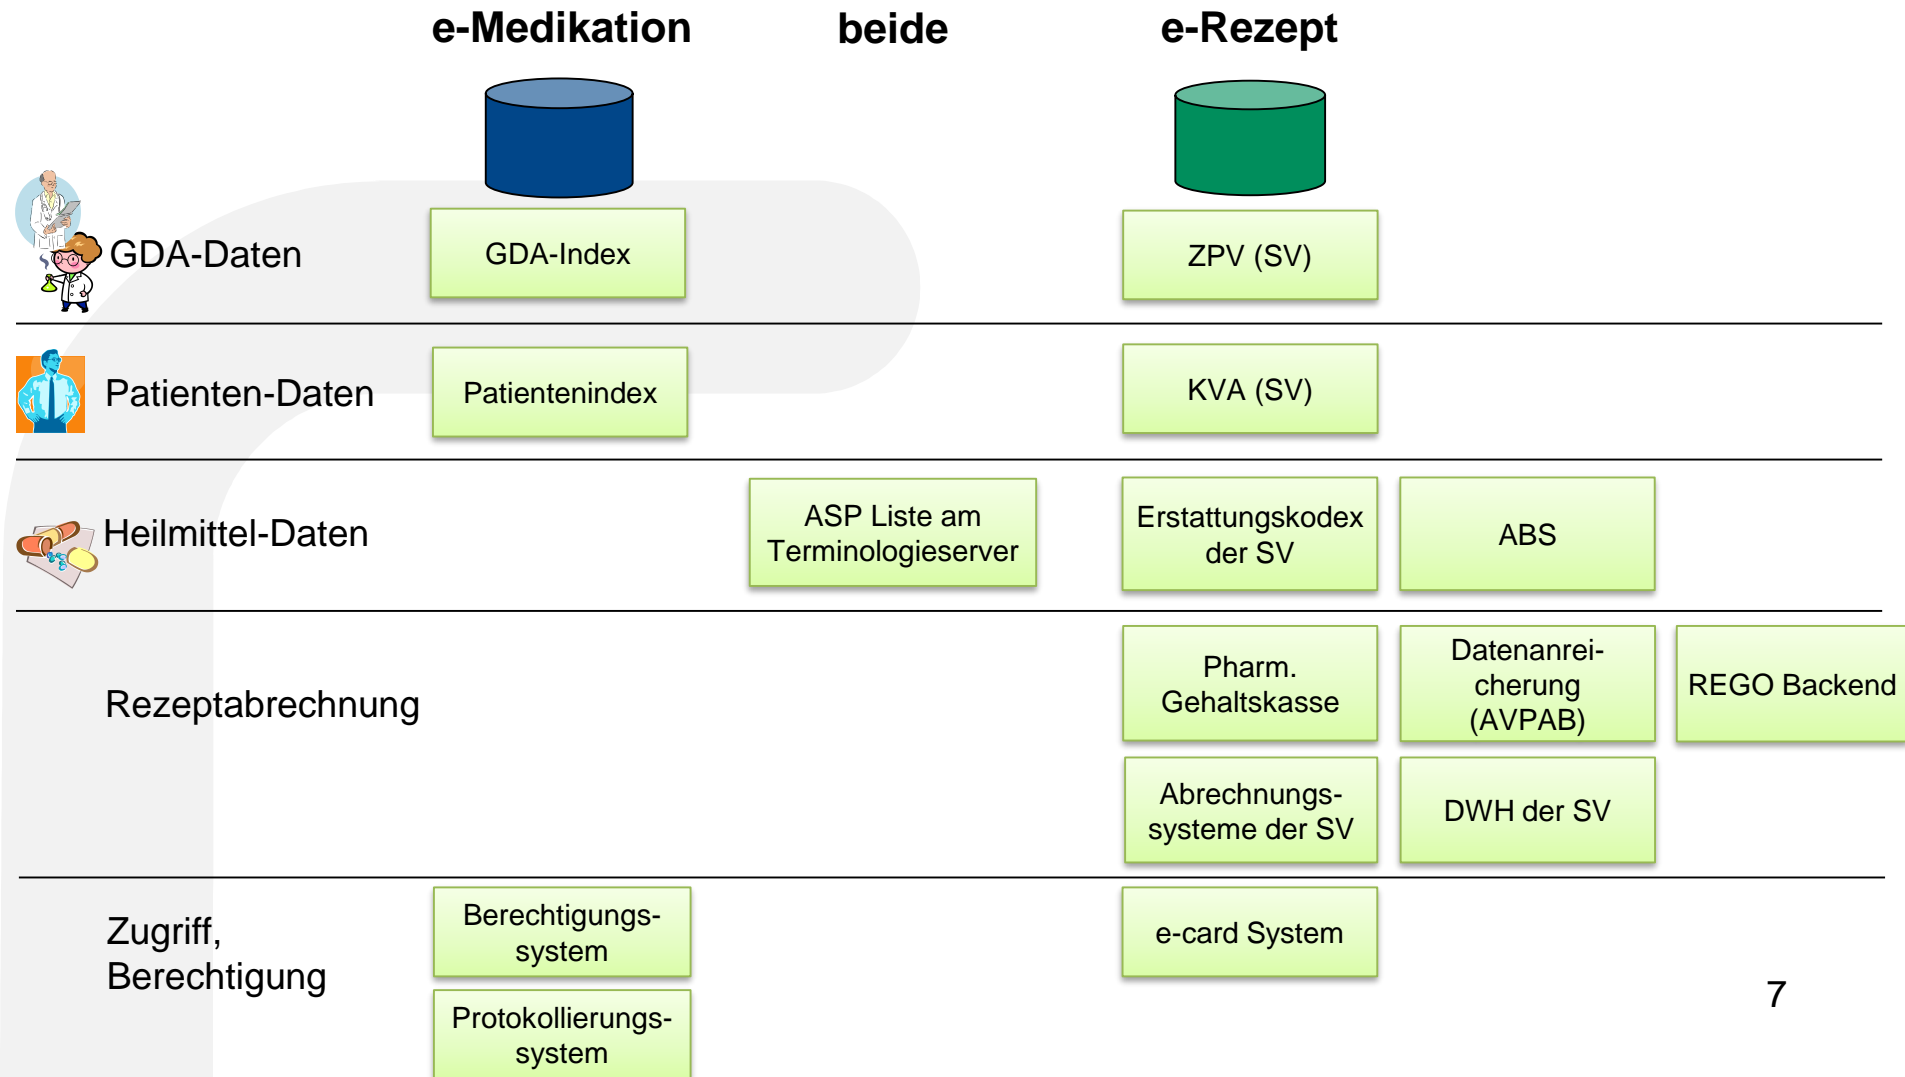 e-Medikation beide e-Rezept
GDA-Daten
GDA-Index
ZPV (SV)
Patienten-Daten
Patientenindex
KVA (SV)
Heilmittel-Daten
ASP Liste am
Terminologieserver
Erstattungskodex
der SV
ABS
Rezeptabrechnung
Pharm.
Gehaltskasse
Datenanrei-
cherung
(AVPAB)
REGO Backend
Abrechnungs-
systeme der SV
DWH der SV
Zugriff,
Berechtigung
Berechtigungs-
system
e-card System
Protokollierungs-
system
7